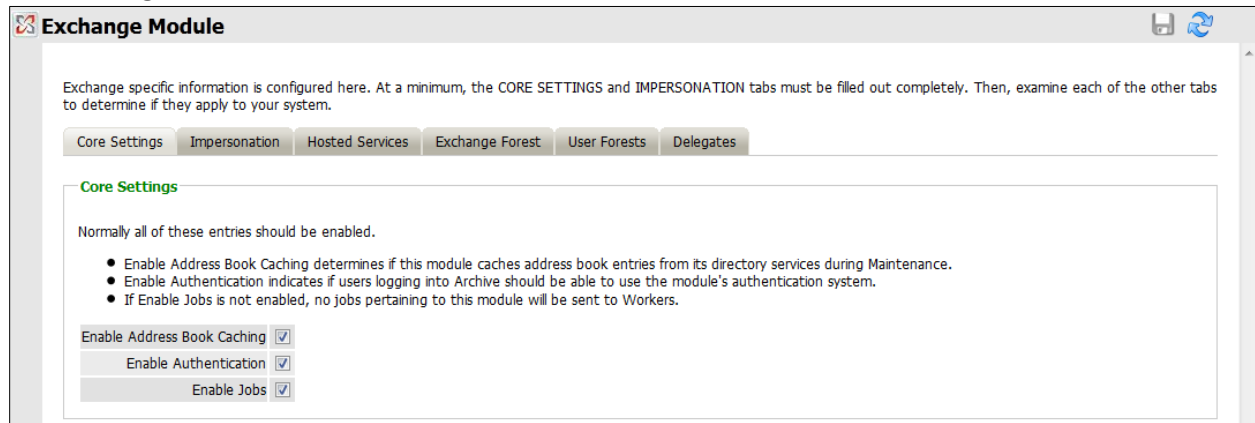 Exchange Module
Exchange specific information is configured here. At a minimum, the CORE SETTINGS and IMPERSONATION tabs must be filled out completely. Then, examine each of the other tabs
to determine if they apply to your system.
Core Settings Impersonation Hosted Services Exchange Forest User Forests Delegates
Core Settings
Normally all of these entries should be enabled.
● Enable Address Book Caching determines if this module caches address book entries from its directory services during Maintenance.
● Enable Authentication indicates if users logging into Archive should be able to use the module's authentication system.
● If Enable Jobs is not enabled, no jobs pertaining to this module will be sent to Workers.
Enable Address Book Caching
Enable Authentication
Enable Jobs